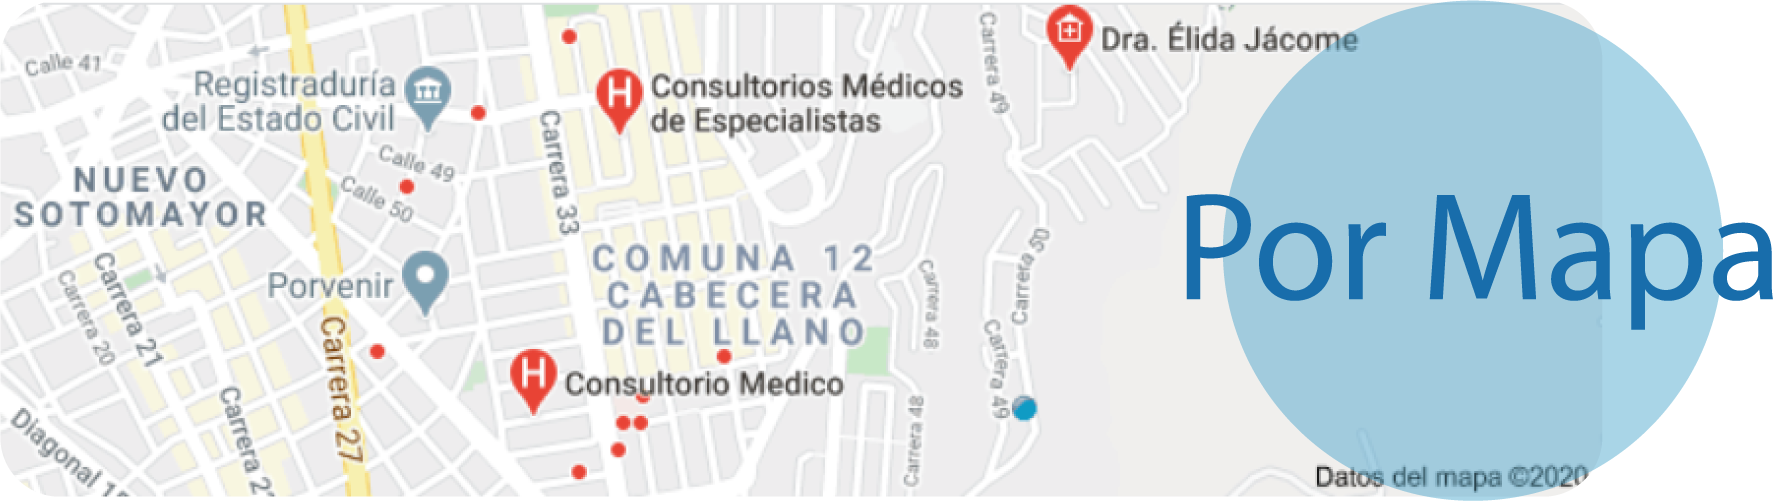 Calle 41
Registraduría
del Estado Civil
Consultorios Médicos
de Especialistas
Dra. Élida Jácome
Carrera 49
Carrera 33
Calle 49
Calle 50
NUEVO
SOTOMAYOR
Por Mapa
COMUNA 12
CABECERA
DEL LLANO
Porvenir
Carrera 21
Carrera 20
Carrera 27
Carrera 48
Carrera 50
Carrera 49
Consultorio Medico
Carrera 48
Diagonal 15
Datos del mapa ©2020